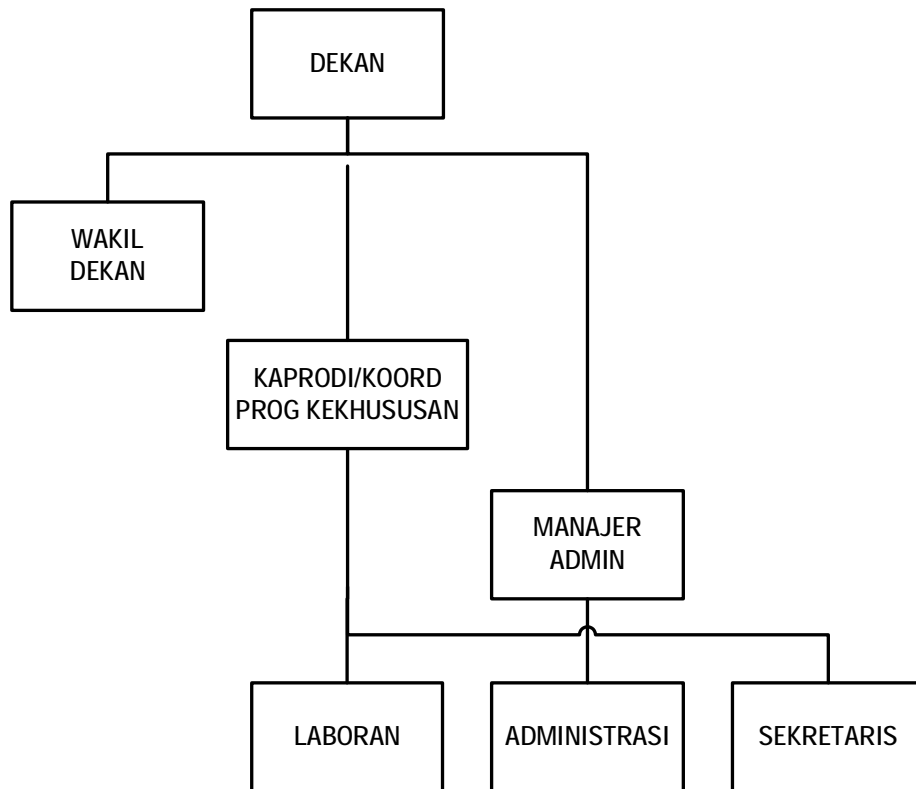 DEKAN
WAKIL
DEKAN
KAPRODI/KOORD
PROG KEKHUSUSAN
MANAJER
ADMIN
LABORAN
ADMINISTRASI
SEKRETARIS